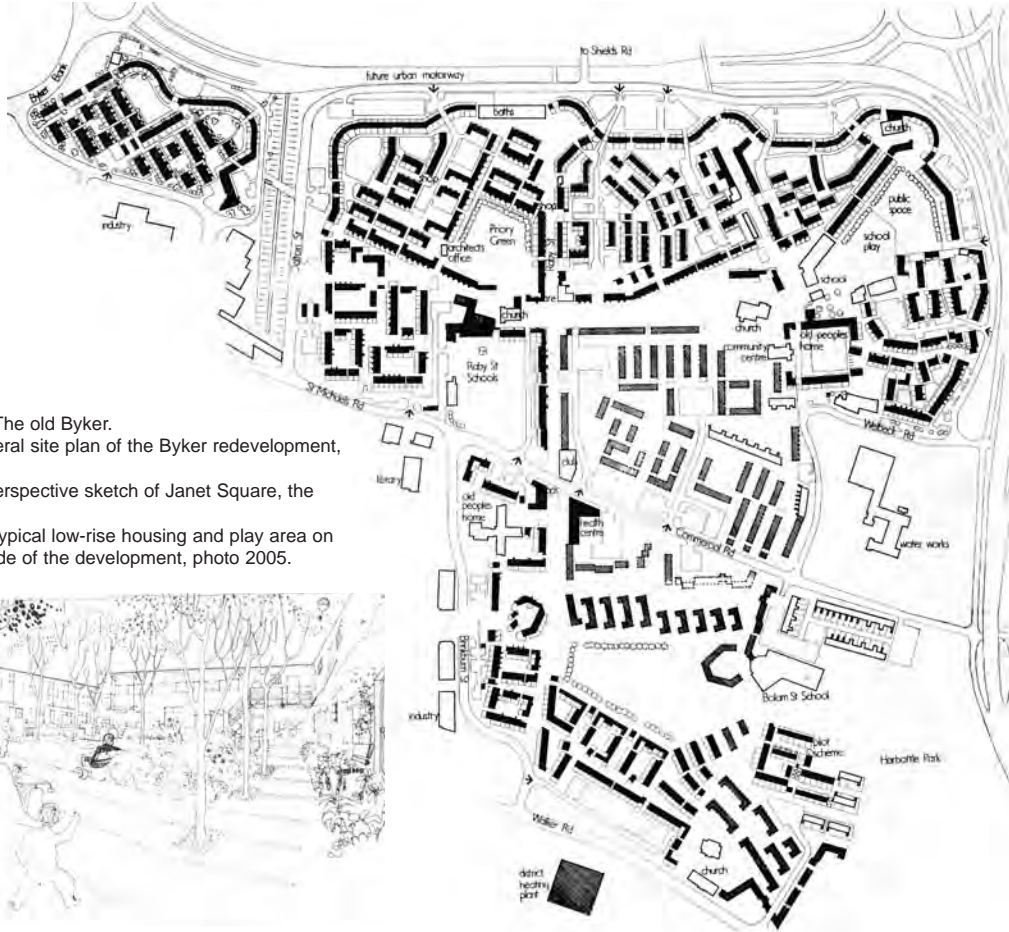 to Shields Rd
future urban motorway
Byker Bank
baths
church
industry
shop
public
space
Priory
Green
school
play
architects
office
Raby St
school
church
church
community
centre
old peoples
home
Raby St
Schools
St Michaels Rd
Welbeck Rd
The old Byker.
eral site plan of the Byker redevelopment,
erspective sketch of Janet Square, the
ypical low-rise housing and play area on
de of the development, photo 2005.
library
club
old
peoples
home
health
centre
Commercial Rd
water works
industry
Bolam St School
pilot
scheme
Harbottle Park
Walker Rd
district
heating
plant
church